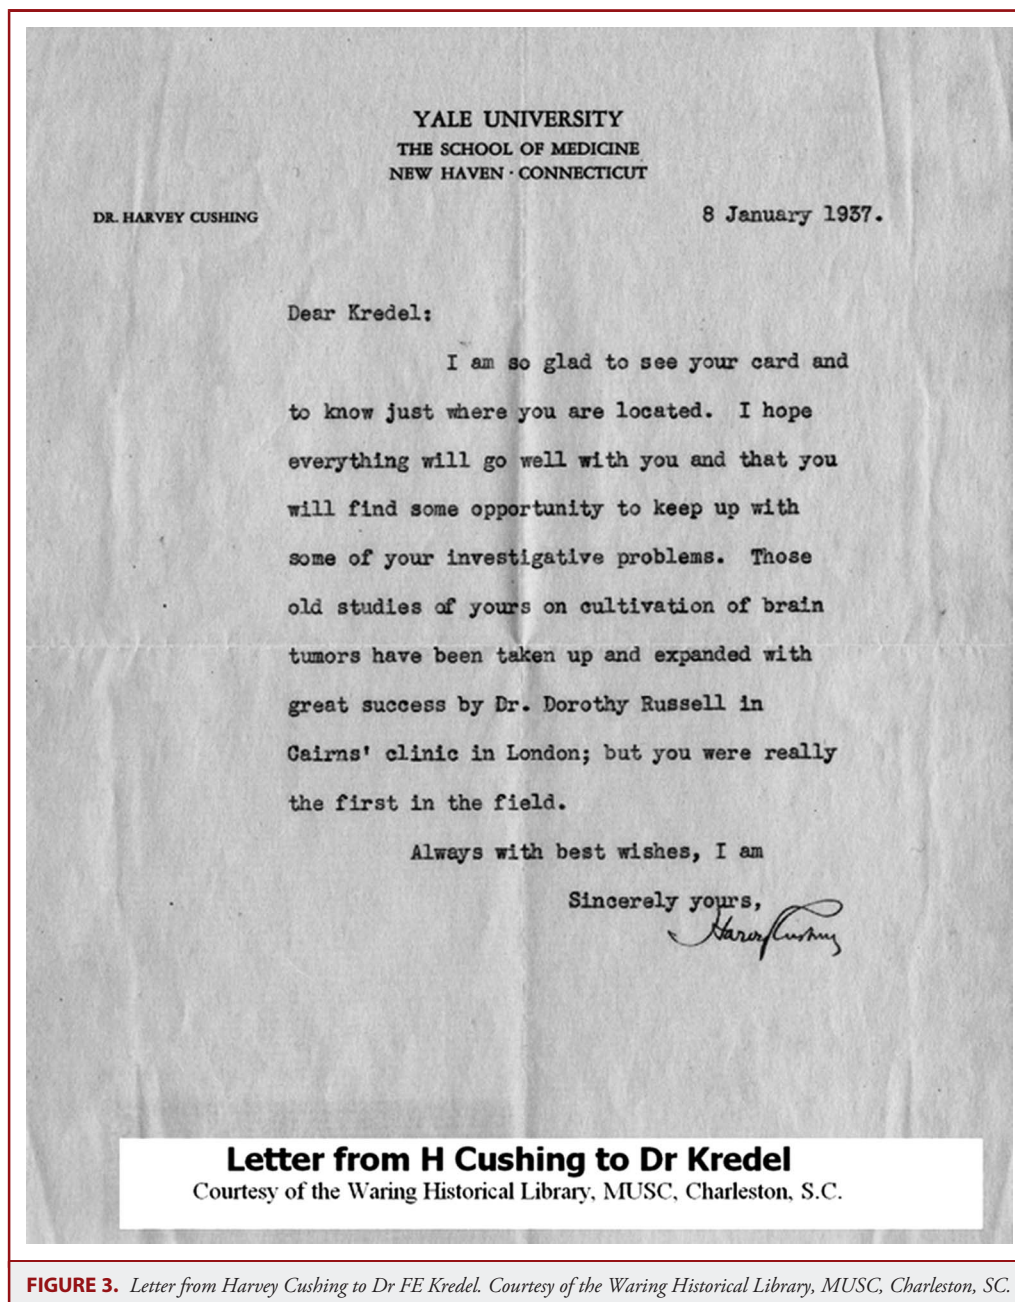 YALE UNIVERSITY
THE SCHOOL OF MEDICINE
NEW HAVEN · CONNECTICUT
DR. HARVEY CUSHING
8 January 1937.
Dear Kredel:
I am so glad to see your card and
to know just where you are located. I hope
everything will go well with you and that you
will find some opportunity to keep up with
some of your investigative problems. Those
old studies of yours on cultivation of brain
tumors have been taken up and expanded with
great success by Dr. Dorothy Russell in
Cairns' clinic in London; but you were really
the first in the field.
Always with best wishes, I am
Sincerely yours,
Harvey Cushing
Letter from H Cushing to Dr Kredel
Courtesy of the Waring Historical Library, MUSC, Charleston, S.C.
FIGURE 3. Letter from Harvey Cushing to Dr FE Kredel. Courtesy of the Waring Historical Library, MUSC, Charleston, SC.